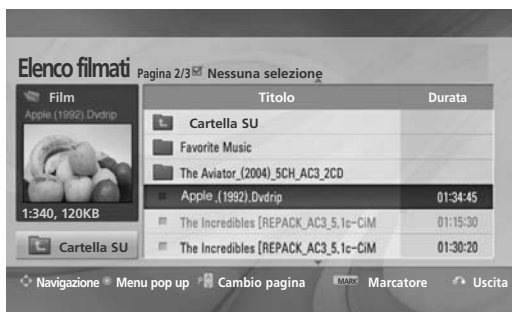 Elenco filmati Pagina 2/3 Nessuna selezione
Film
Apple.(1992).Dvdrip
1:340, 120KB
Cartella SU
Titolo Durata
Cartella SU
Favorite Music
The Aviator_(2004)_5CH_AC3_2CD
Apple.(1992).Dvdrip 01:34:45
The Incredibles [REPACK_AC3_5,1c-CiM 01:15:30
The Incredibles [REPACK_AC3_5,1c-CiM 01:30:20
Navigazione Menu pop up P Cambio pagina MARK Marcatore Uscita